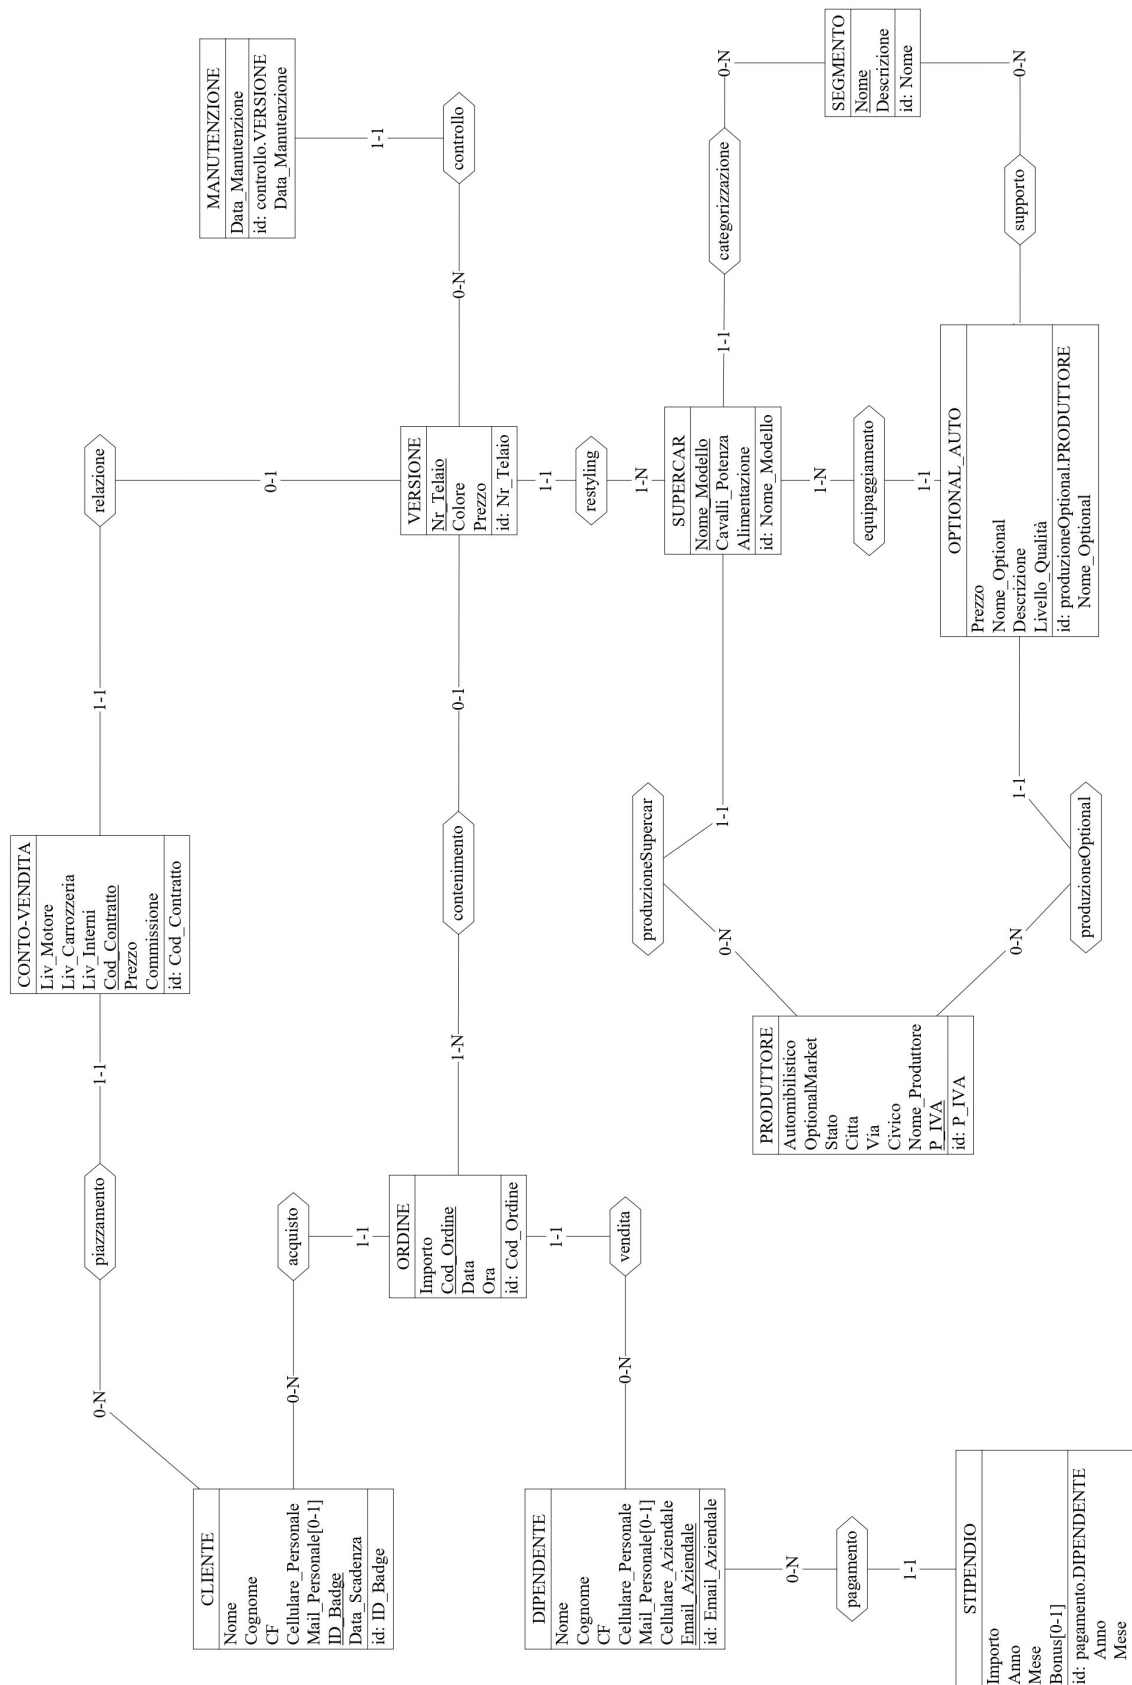 CLIENTE
Nome
Cognome
CF
Cellulare_Personale
Mail_Personale[0-1]
ID_Badge
Data_Scadenza
id: ID_Badge
0-N
piazzamento
1-1
CONTO-VENDITA
Liv_Motore
Liv_Carrozzeria
Liv_Interni
Cod_Contratto
Prezzo
Commissione
id: Cod_Contratto
1-1
relazione
0-1
MANUTENZIONE
Data_Manutenzione
id: controllo.VERSIONE
Data_Manutenzione
1-1
controllo
0-N
0-N
acquisto
1-1
ORDINE
Importo
Cod_Ordine
Data
Ora
id: Cod_Ordine
1-N
contenimento
0-1
VERSIONE
Nr_Telaio
Colore
Prezzo
id: Nr_Telaio
1-1
restyling
1-N
DIPENDENTE
Nome
Cognome
CF
Cellulare_Personale
Mail_Personale[0-1]
Cellulare_Aziendale
Email_Aziendale
id: Email_Aziendale
0-N
vendita
1-1
produzioneSupercar
1-1
0-N
SUPERCAR
Nome_Modello
Cavalli_Potenza
Alimentazione
id: Nome_Modello
1-1
categorizzazione
0-N
SEGMENTO
Nome
Descrizione
id: Nome
0-N
supporto
PRODUTTORE
Automibilistico
OptionalMarket
Stato
Citta
Via
Civico
Nome_Produttore
P_IVA
id: P_IVA
0-N
produzioneOptional
1-1
1-N
equipaggiamento
1-1
OPTIONAL_AUTO
Prezzo
Nome_Optional
Descrizione
Livello_Qualità
id: produzioneOptional.PRODUTTORE
Nome_Optional
0-N
pagamento
1-1
STIPENDIO
Importo
Anno
Mese
Bonus[0-1]
id: pagamento.DIPENDENTE
Anno
Mese